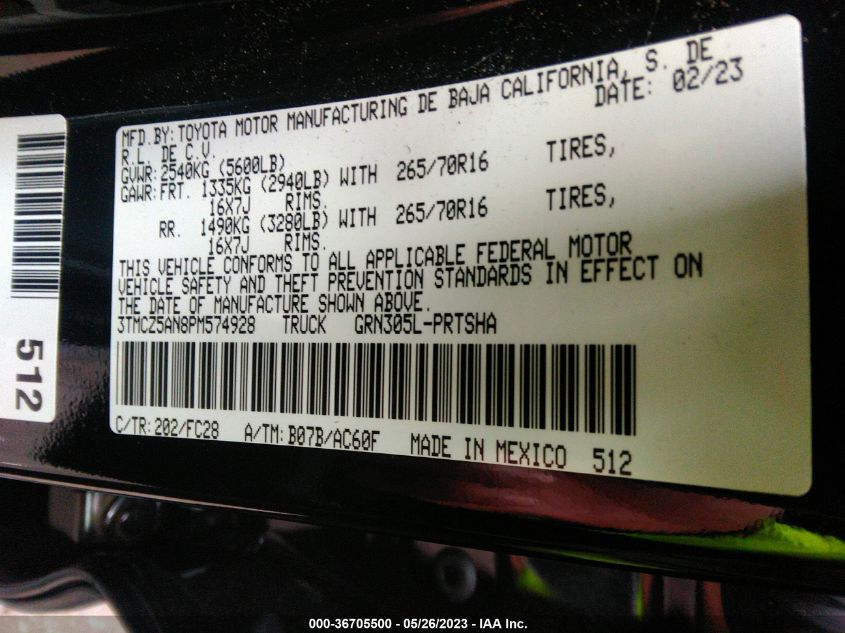 MFD.BY:TOYOTA MOTOR MANUFACTURING DE BAJA CALIFORNIA, S. DE
R.L. DE C.V. DATE: 02/23
GVWR:2540KG (5600LB)
GAWR:FRT. 1335KG (2940LB) WITH 265/70R16 TIRES,
16X7J RIMS.
RR. 1490KG (3280LB) WITH 265/70R16 TIRES,
16X7J RIMS.
THIS VEHICLE CONFORMS TO ALL APPLICABLE FEDERAL MOTOR
VEHICLE SAFETY AND THEFT PREVENTION STANDARDS IN EFFECT ON
THE DATE OF MANUFACTURE SHOWN ABOVE.
3TMCZ5AN8PM574928 TRUCK GRN305L-PRTSHA
C/TR:202/FC28 A/TM:B07B/AC60F MADE IN MEXICO 512
512
000-36705500 - 05/26/2023 - IAA Inc.